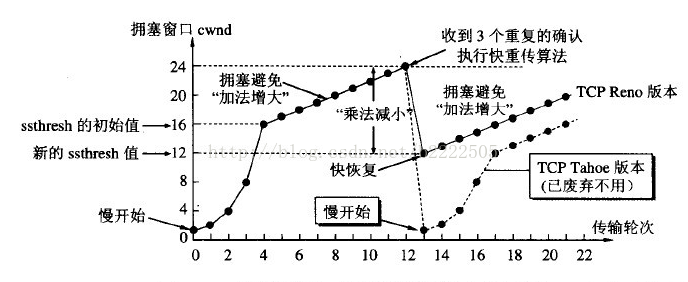 拥塞窗口 cwnd
收到 3 个重复的确认
执行快重传算法
24
20
16
12
8
4
0
拥塞避免
“加法增大”
“乘法减小”
拥塞避免
“加法增大”
TCP Reno 版本
ssthresh 的初始值
新的 ssthresh 值
http://blog.csdn.net/
2222505
快恢复
TCP Tahoe 版本
(已废弃不用)
慢开始
慢开始
传输轮次
0 2 4 6 8 10 12 14 16 18 20 22